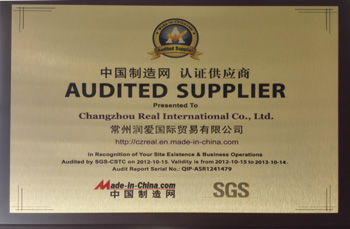 Audited Supplier
中国制造网 认证供应商
AUDITED SUPPLIER
Presented To
Changzhou Real International Co., Ltd.
常州润爱国际贸易有限公司
http://czreal.en.made-in-china.com
In Recognition of Your Site Existence & Business Operations
Audited by SGS-CSTC on 2012-10-15. Validity is from 2012-10-15 to 2013-10-14.
Audit Report Serial No.: QIP-ASR1241479
Made-in-China.com
中国制造网
SGS